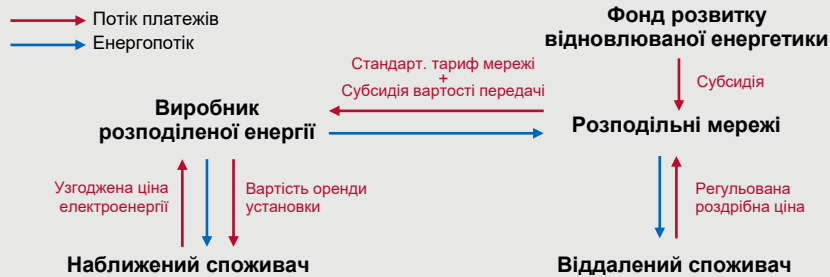 Потік платежів
Енергопотік
Фонд розвитку
відновлюваної енергетики
Стандарт. тариф мережі
+
Субсидія вартості передачі
Субсидія
Виробник
розподіленої енергії
Розподільні мережі
Узгоджена ціна
електроенергії
Вартість оренди
установки
Регульована
роздрібна ціна
Наближений споживач
Віддалений споживач